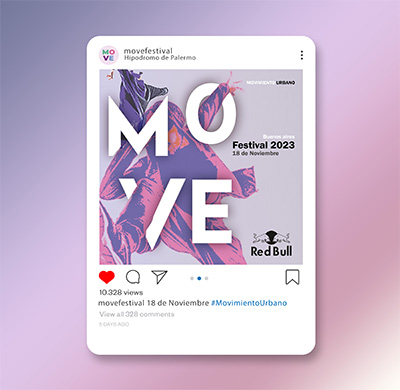 MO
VE
movefestival
Hipodromo de Palermo
MOVIMIENTO URBANO
MO
VE
Buenos aires
Festival 2023
18 de Noviembre
Red Bull
10.328 views
movefestival 18 de Noviembre #MovimientoUrbano
View all 328 comments
5 DAYS AGO